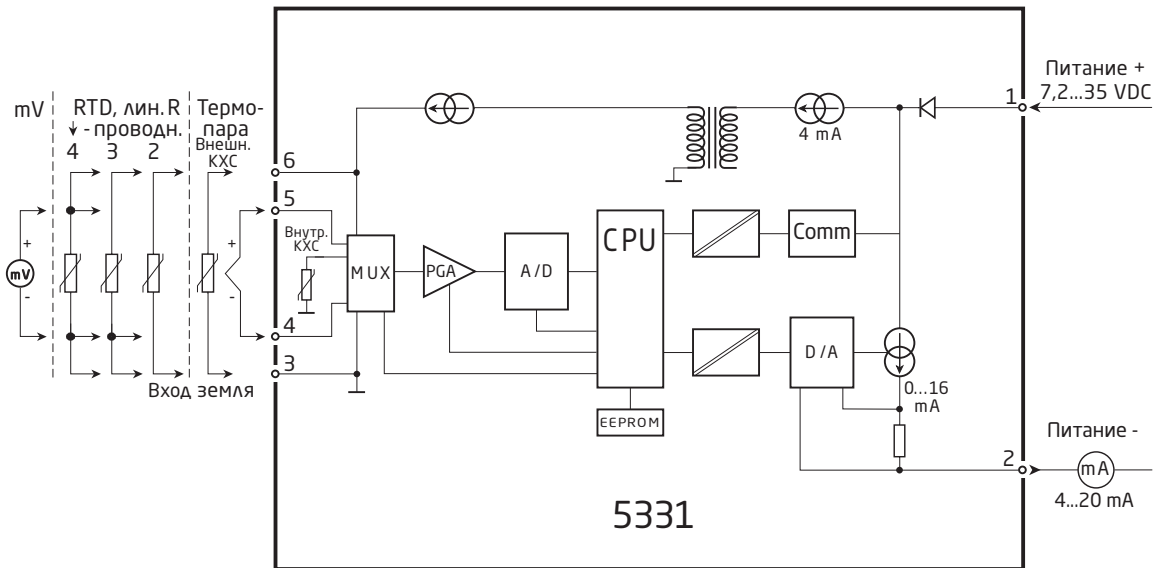 Питание +
7,2...35 VDC
1
mV
RTD, лин. R
↓ - проводн.
4 3 2
Термо-
пара
Внешн.
КХС
4 mA
6
5
Внутр.
КХС
MUX
PGA
A/D
CPU
Comm
+
-
mV
+
-
4
3
Вход земля
D/A
0...16
mA
EEPROM
Питание -
2
mA
4...20 mA
5331